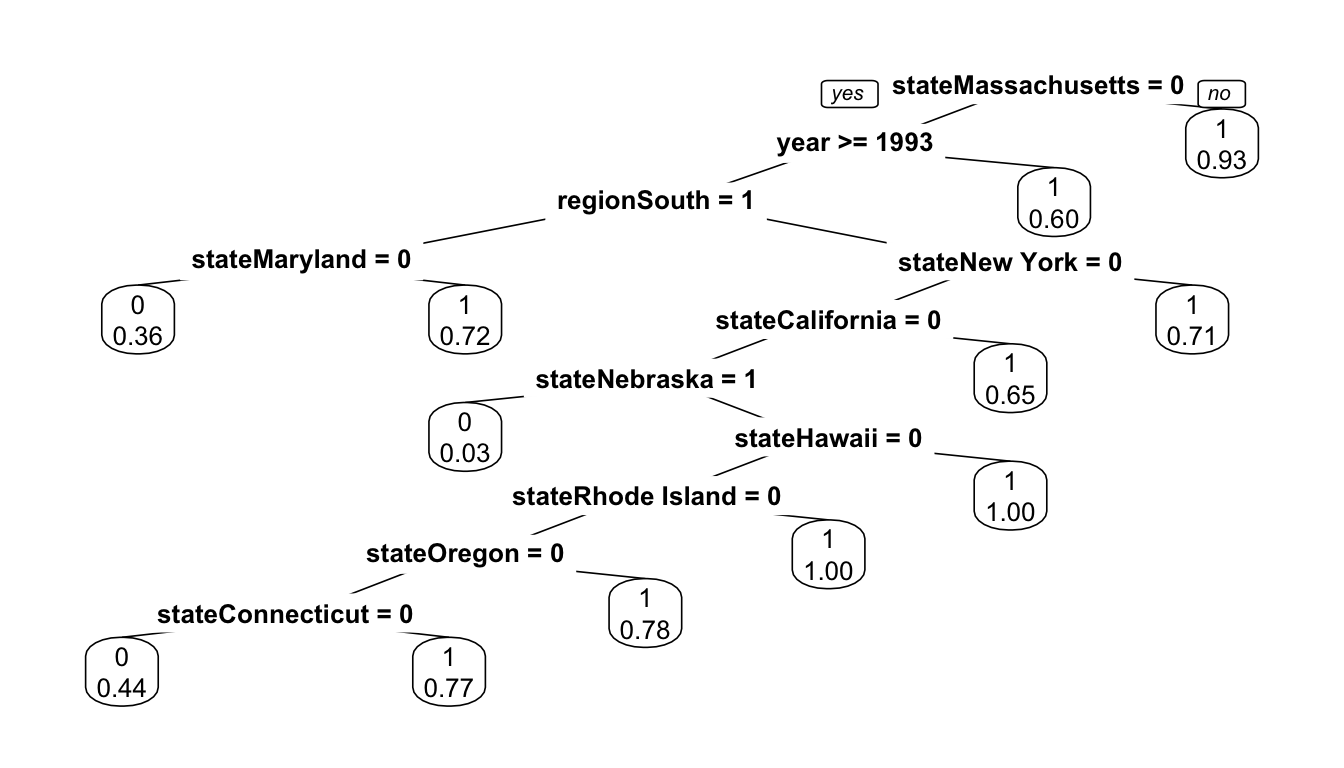 yes
stateMassachusetts = 0
no
year >= 1993
1
0.93
regionSouth = 1
1
0.60
stateMaryland = 0
stateNew York = 0
0
0.36
1
0.72
1
0.71
stateCalifornia = 0
stateNebraska = 1
1
0.65
0
0.03
stateHawaii = 0
stateRhode Island = 0
1
1.00
stateOregon = 0
1
1.00
stateConnecticut = 0
1
0.78
0
0.44
1
0.77